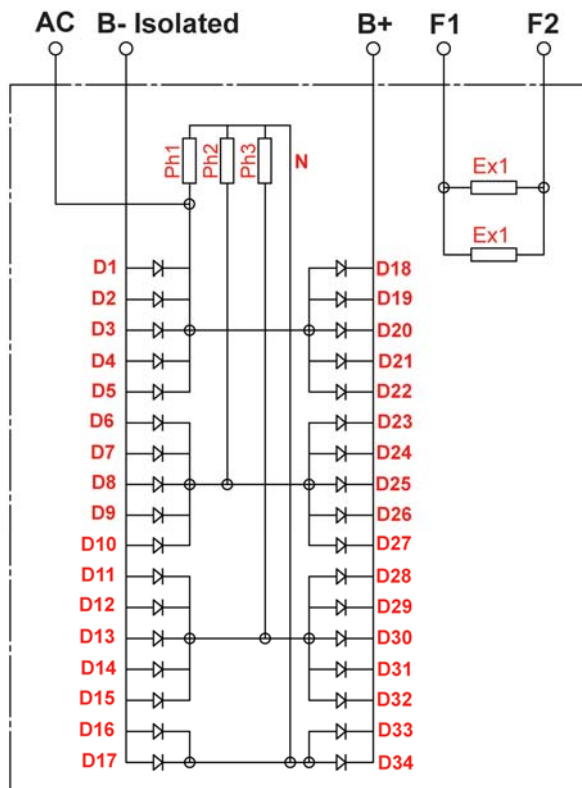 AC B- Isolated B+ F1 F2
Ph1 Ph2 Ph3 N
Ex1
Ex1
D1 D18
D2 D19
D3 D20
D4 D21
D5 D22
D6 D23
D7 D24
D8 D25
D9 D26
D10 D27
D11 D28
D12 D29
D13 D30
D14 D31
D15 D32
D16 D33
D17 D34